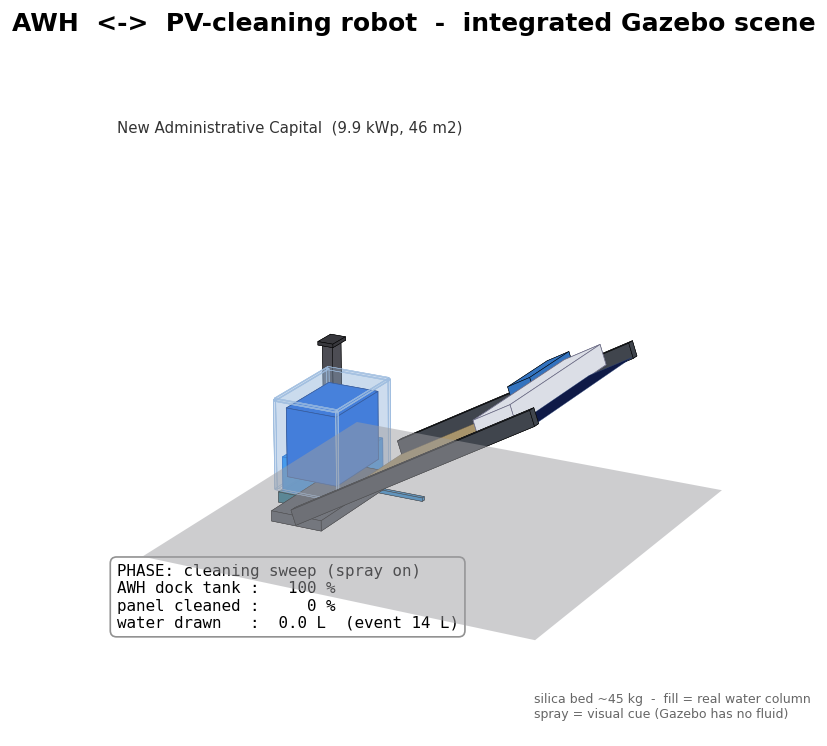 AWH <-> PV-cleaning robot - integrated Gazebo scene
New Administrative Capital (9.9 kWp, 46 m2)
PHASE: cleaning sweep (spray on)
AWH dock tank : 100 %
panel cleaned : 0 %
water drawn : 0.0 L (event 14 L)
silica bed ~45 kg - fill = real water column
spray = visual cue (Gazebo has no fluid)